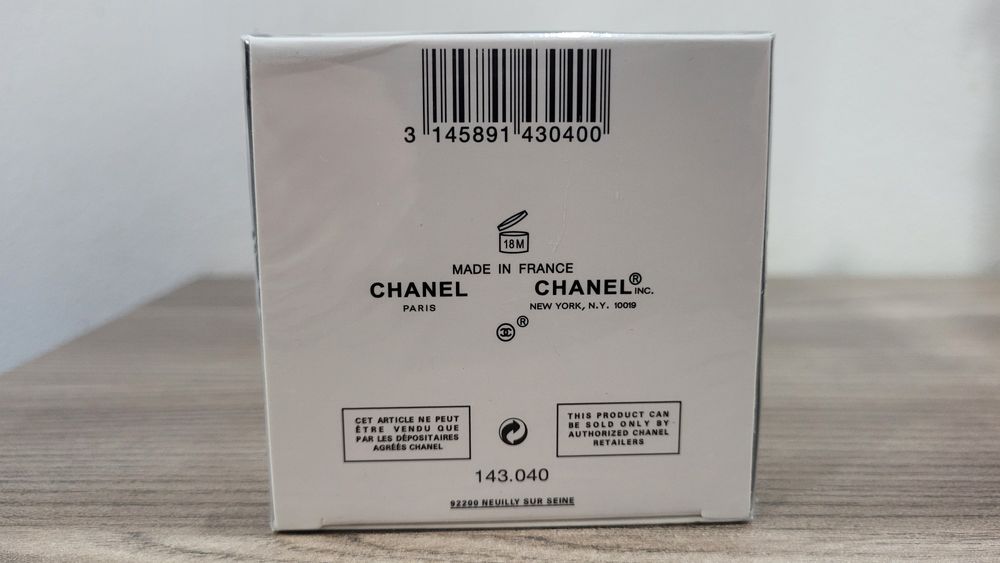 3 145891 430400
18M
MADE IN FRANCE
CHANEL
PARIS
CHANEL® INC.
NEW YORK, N.Y. 10019
®
CET ARTICLE NE PEUT
ÊTRE VENDU QUE
PAR LES DÉPOSITAIRES
AGRÉÉS CHANEL
THIS PRODUCT CAN
BE SOLD ONLY BY
AUTHORIZED CHANEL
RETAILERS
143.040
92200 NEUILLY SUR SEINE